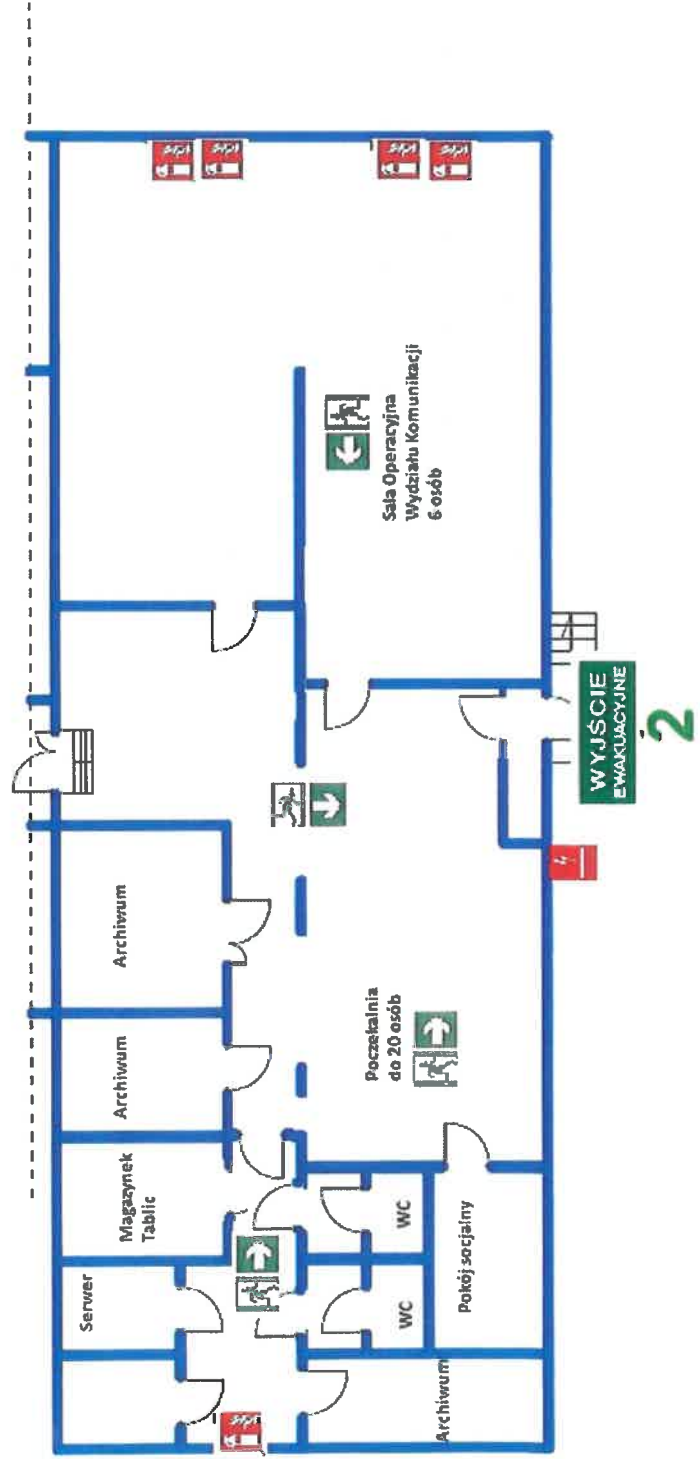 Serwer
Magazynek
Tablic
Archiwum
Archiwum
Archiwum
Pokój socjalny
WC
WC
Poczekalnia
do 20 osób
Sala Operacyjna
Wydziału Komunikacji
6 osób
WYJŚCIE
EWAKUACYJNE
2